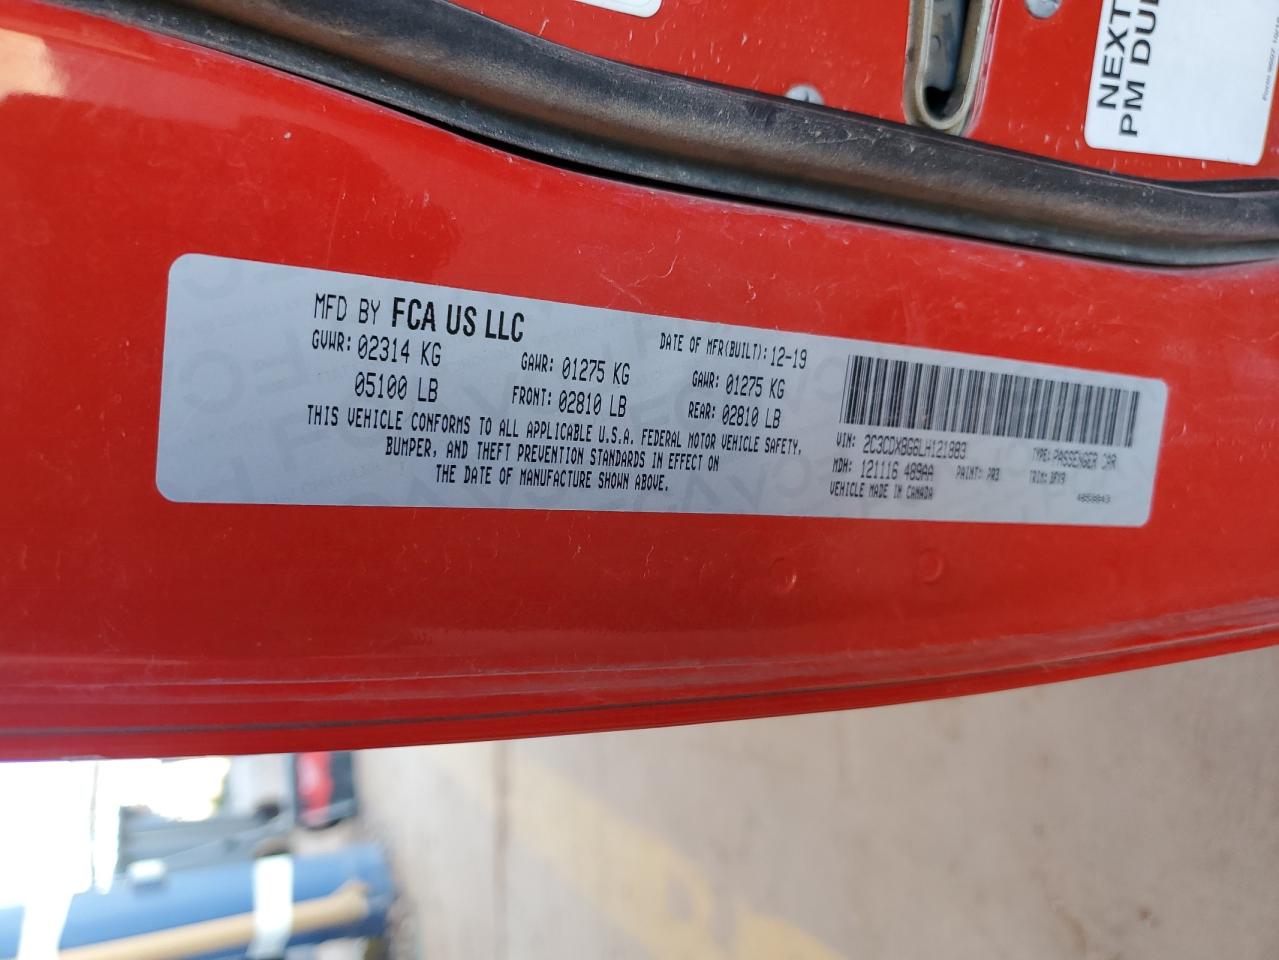 NEXT
PM DU
MFD BY FCA US LLC
DATE OF MFR(BUILT): 12-19
GVWR: 02314 KG
GAWR: 01275 KG
GAWR: 01275 KG
05100 LB
FRONT: 02810 LB
REAR: 02810 LB
THIS VEHICLE CONFORMS TO ALL APPLICABLE U.S.A. FEDERAL MOTOR VEHICLE SAFETY,
BUMPER, AND THEFT PREVENTION STANDARDS IN EFFECT ON
THE DATE OF MANUFACTURE SHOWN ABOVE.
VIN:
TYPE: PASSENGER CAR
MDH: 121116 489AA
PAINT: PR3
TRIM:
VEHICLE MADE IN CANADA